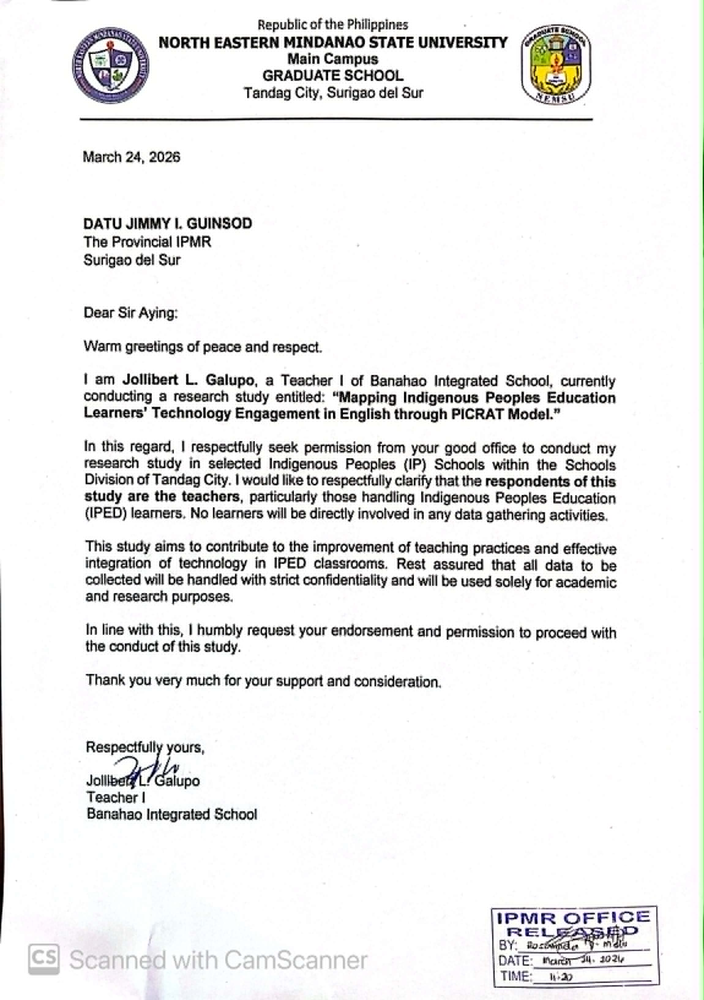 Republic of the Philippines
NORTH EASTERN MINDANAO STATE UNIVERSITY
Main Campus
GRADUATE SCHOOL
Tandag City, Surigao del Sur
GRADUATE SCHOOL
NEMSU
March 24, 2026
DATU JIMMY I. GUINSOD
The Provincial IPMR
Surigao del Sur
Dear Sir Aying:
Warm greetings of peace and respect.
I am Jollibert L. Galupo, a Teacher I of Banahao Integrated School, currently
conducting a research study entitled: “Mapping Indigenous Peoples Education
Learners' Technology Engagement in English through PICRAT Model.”
In this regard, I respectfully seek permission from your good office to conduct my
research study in selected Indigenous Peoples (IP) Schools within the Schools
Division of Tandag City. I would like to respectfully clarify that the respondents of this
study are the teachers, particularly those handling Indigenous Peoples Education
(IPED) learners. No learners will be directly involved in any data gathering activities.
This study aims to contribute to the improvement of teaching practices and effective
integration of technology in IPED classrooms. Rest assured that all data to be
collected will be handled with strict confidentiality and will be used solely for academic
and research purposes.
In line with this, I humbly request your endorsement and permission to proceed with
the conduct of this study.
Thank you very much for your support and consideration.
Respectfully yours,
Jollibert L. Galupo
Teacher I
Banahao Integrated School
IPMR OFFICE
RELEASED
BY:
DATE: March 24, 2026
TIME: 11:20
CS Scanned with CamScanner